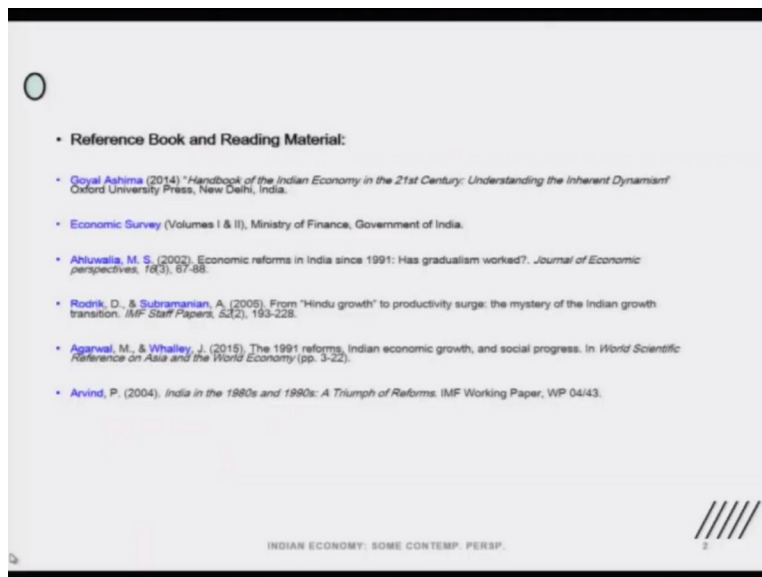 • Reference Book and Reading Material:
• Goyal Ashima (2014) "Handbook of the Indian Economy in the 21st Century: Understanding the Inherent Dynamism"
Oxford University Press, New Delhi, India.
• Economic Survey (Volumes I & II), Ministry of Finance, Government of India.
• Ahluwalia, M. S. (2002). Economic reforms in India since 1991: Has gradualism worked?. Journal of Economic
perspectives, 16(3), 67-88.
• Rodrik, D., & Subramanian, A. (2005). From "Hindu growth" to productivity surge: the mystery of the Indian growth
transition. IMF Staff Papers, 52(2), 193-228.
• Agarwal, M., & Whalley, J. (2015). The 1991 reforms, Indian economic growth, and social progress. In World Scientific
Reference on Asia and the World Economy (pp. 3-22).
• Arvind, P. (2004). India in the 1980s and 1990s: A Triumph of Reforms. IMF Working Paper, WP 04/43.
INDIAN ECONOMY: SOME CONTEMP. PERSP.
2